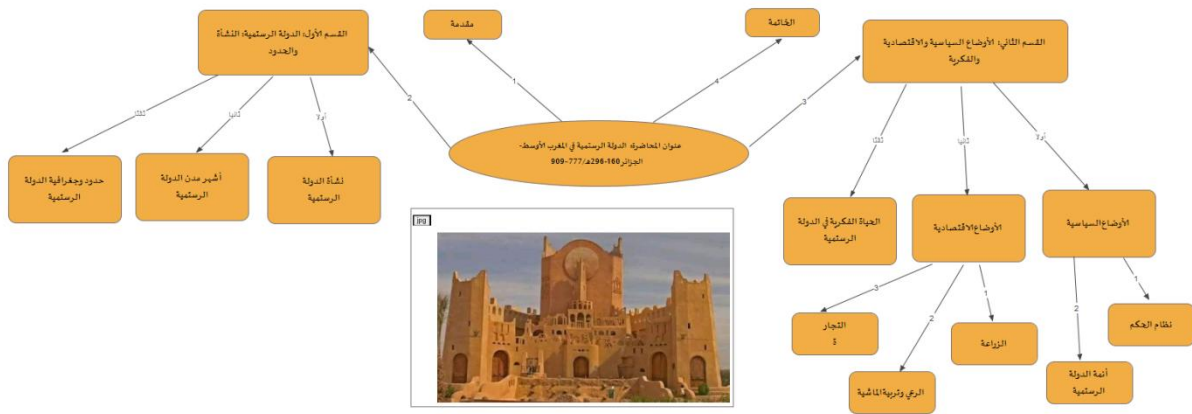 القسم الأول: الدولة الرستمية: النشأة
والحدود
مقدمة
الخاتمة
القسم الثاني: الأوضاع السياسية والاقتصادية
والفكرية
1
4
2
3
عنوان المحاضرة: الدولة الرستمية في المغرب الأوسط-
الجزائر160-296هـ/777-909
ثالثا
ثانيا
أولا
حدود وجغرافية الدولة
الرستمية
أشهر مدن الدولة
الرستمية
نشأة الدولة
الرستمية
ثالثا
ثانيا
أولا
الحياة الفكرية في الدولة
الرستمية
الأوضاع الاقتصادية
الأوضاع السياسية
jpg
3
2
1
2
1
التجار
ة
الرعي وتربية الماشية
الزراعة
أئمة الدولة
الرستمية
نظام الحكم